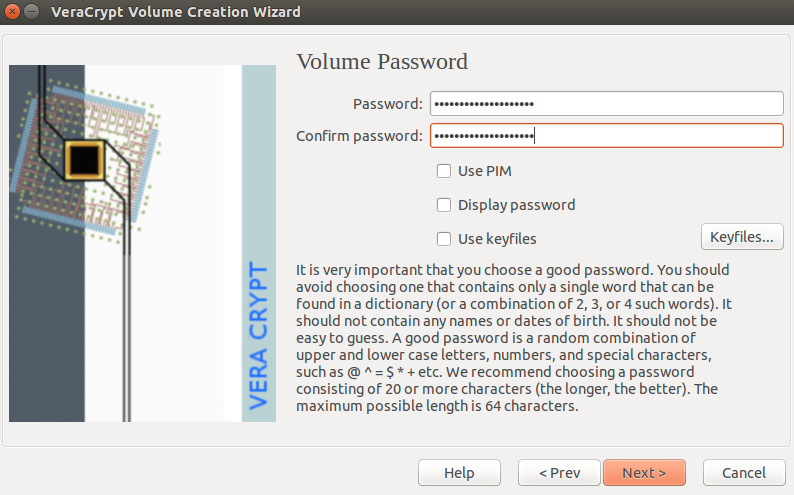 VeraCrypt Volume Creation Wizard
Volume Password
Password: ••••••••••••••••••••
Confirm password: ••••••••••••••••••••
Use PIM
Display password
Use keyfiles
Keyfiles...
It is very important that you choose a good password. You should
avoid choosing one that contains only a single word that can be
found in a dictionary (or a combination of 2, 3, or 4 such words). It
should not contain any names or dates of birth. It should not be
easy to guess. A good password is a random combination of
upper and lower case letters, numbers, and special characters,
such as @ ^ = $ * + etc. We recommend choosing a password
consisting of 20 or more characters (the longer, the better). The
maximum possible length is 64 characters.
VERA CRYPT
Help
< Prev
Next >
Cancel